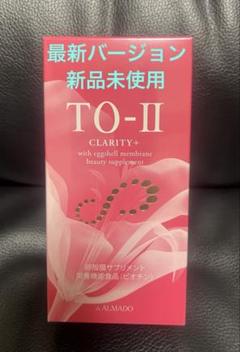 最新バージョン
新品未使用
TO-II
CLARITY+
with eggshell membrane
beauty supplement
卵殻膜サプリメント
栄養機能食品(ビオチン)
ALMADO